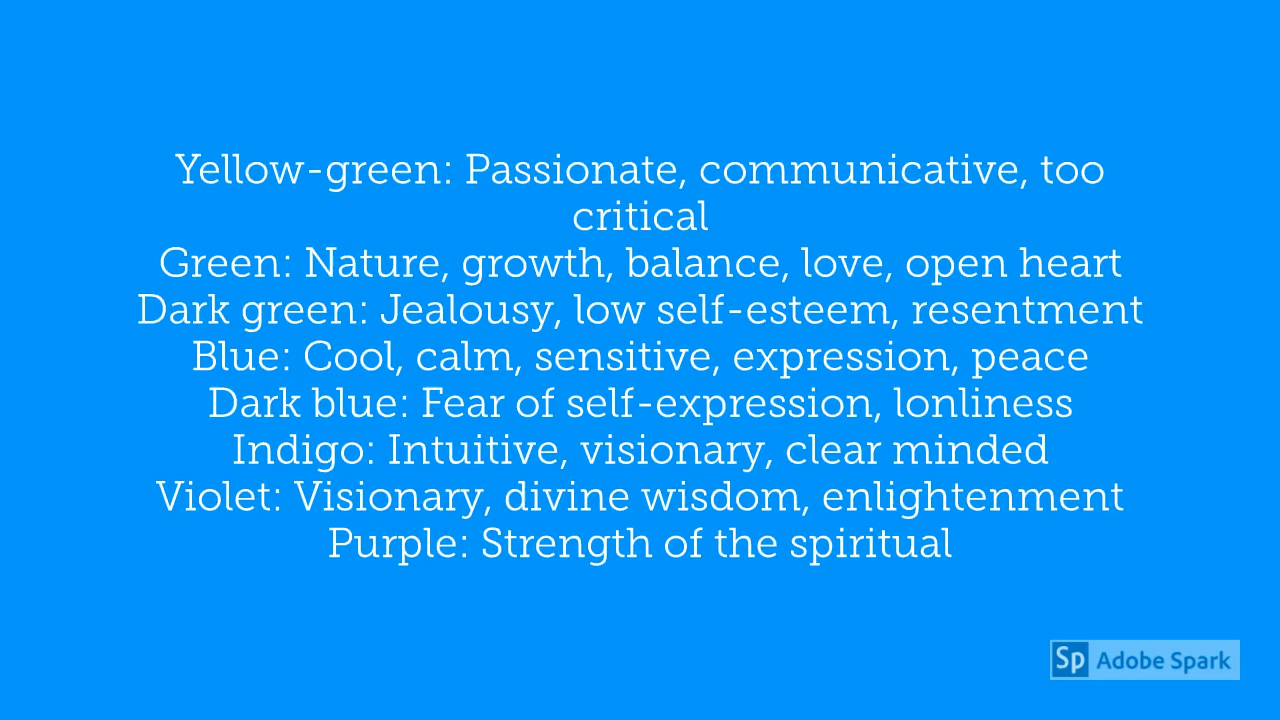 Yellow-green: Passionate, communicative, too
critical
Green: Nature, growth, balance, love, open heart
Dark green: Jealousy, low self-esteem, resentment
Blue: Cool, calm, sensitive, expression, peace
Dark blue: Fear of self-expression, lonliness
Indigo: Intuitive, visionary, clear minded
Violet: Visionary, divine wisdom, enlightenment
Purple: Strength of the spiritual
Sp Adobe Spark